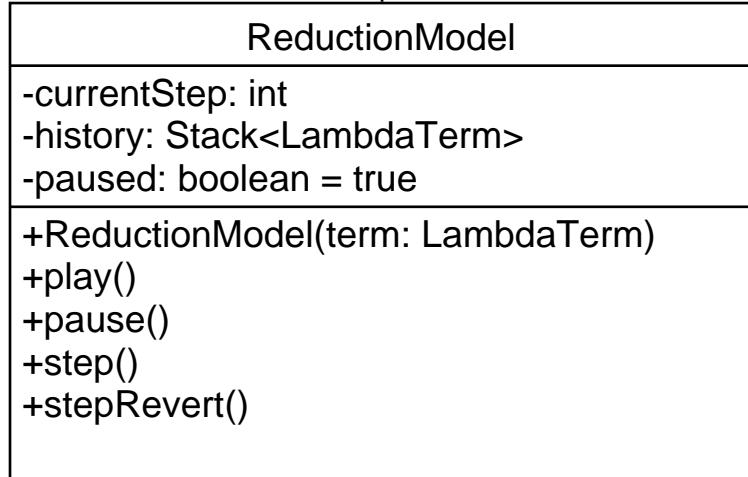 ReductionModel
-currentStep: int
-history: Stack<LambdaTerm>
-paused: boolean = true
+ReductionModel(term: LambdaTerm)
+play()
+pause()
+step()
+stepRevert()